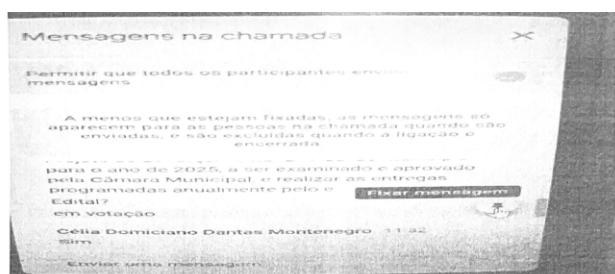 Mensagens na chamada
Permitir que todos os participantes
mensagens
A menos que estejam fixadas, as mensagens só
aparecem para as pessoas na chamada quando são
enviadas, e são excluídas quando a ligação é
encerrada
para o ano de 2025, a ser examinado e aprovado
pela Câmara Municipal, e realizar as entregas
programadas anualmente pelo e
Fixar mensagem
Edital?
em votação
Célia Domiciano Dantas Montenegro 11:32
Sim
Enviar uma mensagem